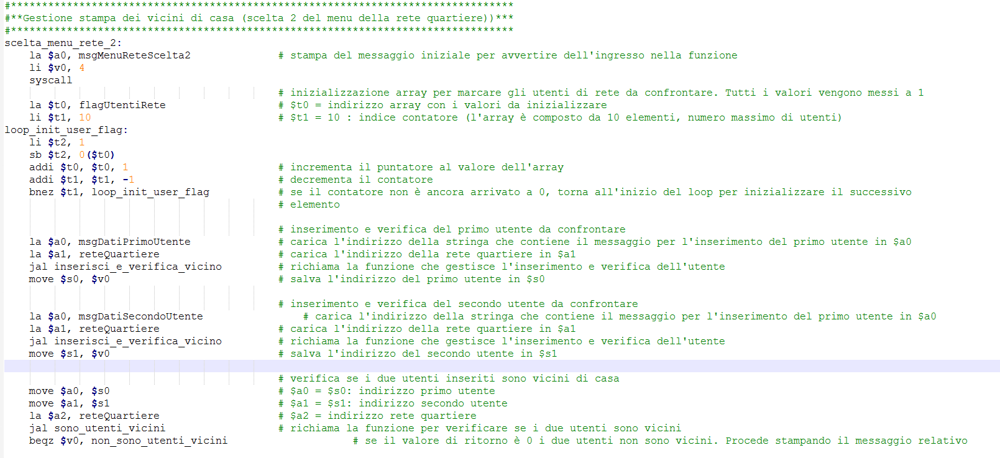 #*********************************************************************************
#**Gestione stampa dei vicini di casa (scelta 2 del menu della rete quartiere))***
#*********************************************************************************
scelta_menu_rete_2:
la $a0, msgMenuReteScelta2 # stampa del messaggio iniziale per avvertire dell'ingresso nella funzione
li $v0, 4
syscall
# inizializzazione array per marcare gli utenti di rete da confrontare. Tutti i valori vengono messi a 1
la $t0, flagUtentiRete # $t0 = indirizzo array con i valori da inizializzare
li $t1, 10 # $t1 = 10 : indice contatore (l'array è composto da 10 elementi, numero massimo di utenti)
loop_init_user_flag:
li $t2, 1
sb $t2, 0($t0)
addi $t0, $t0, 1 # incrementa il puntatore al valore dell'array
addi $t1, $t1, -1 # decrementa il contatore
bnez $t1, loop_init_user_flag # se il contatore non è ancora arrivato a 0, torna all'inizio del loop per inizializzare il successivo
# elemento
# inserimento e verifica del primo utente da confrontare
la $a0, msgDatiPrimoUtente # carica l'indirizzo della stringa che contiene il messaggio per l'inserimento del primo utente in $a0
la $a1, reteQuartiere # carica l'indirizzo della rete quartiere in $a1
jal inserisci_e_verifica_vicino # richiama la funzione che gestisce l'inserimento e verifica dell'utente
move $s0, $v0 # salva l'indirizzo del primo utente in $s0
# inserimento e verifica del secondo utente da confrontare
la $a0, msgDatiSecondoUtente # carica l'indirizzo della stringa che contiene il messaggio per l'inserimento del primo utente in $a0
la $a1, reteQuartiere # carica l'indirizzo della rete quartiere in $a1
jal inserisci_e_verifica_vicino # richiama la funzione che gestisce l'inserimento e verifica dell'utente
move $s1, $v0 # salva l'indirizzo del secondo utente in $s1
# verifica se i due utenti inseriti sono vicini di casa
move $a0, $s0 # $a0 = $s0: indirizzo primo utente
move $a1, $s1 # $a1 = $s1: indirizzo secondo utente
la $a2, reteQuartiere # $a2 = indirizzo rete quartiere
jal sono_utenti_vicini # richiama la funzione per verificare se i due utenti sono vicini
beqz $v0, non_sono_utenti_vicini # se il valore di ritorno è 0 i due utenti non sono vicini. Procede stampando il messaggio relativo